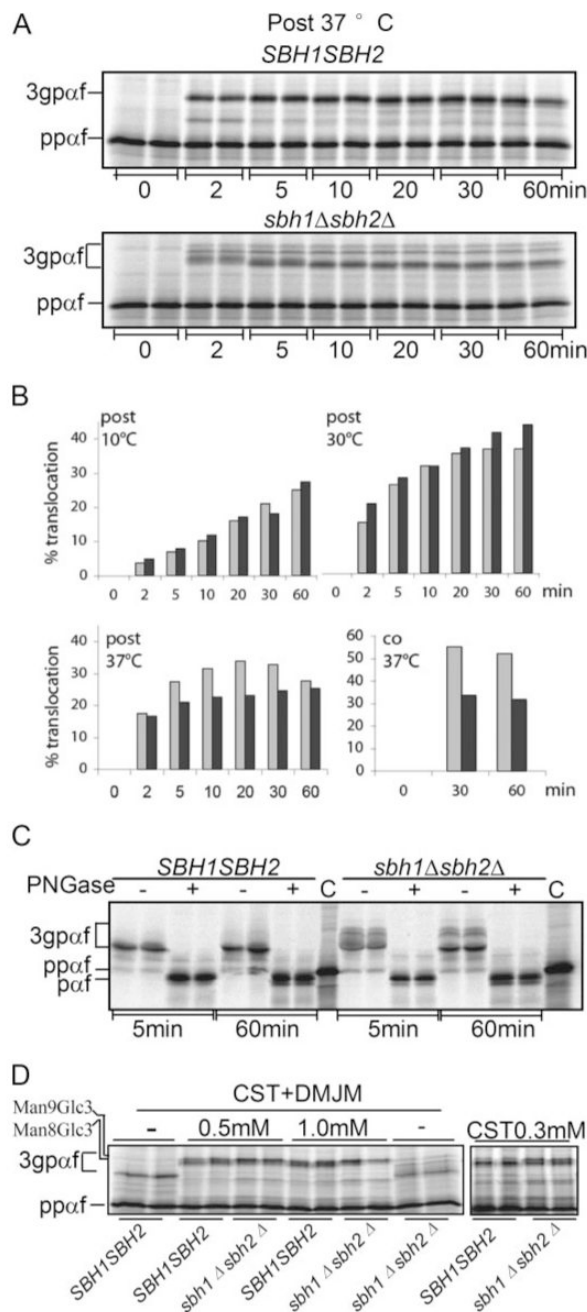 A
Post 37 ° C
SBH1SBH2
3gpαf
ppαf
0 2 5 10 20 30 60min
sbh1Δsbh2Δ
3gpαf
ppαf
0 2 5 10 20 30 60min
B
post
10°C
% translocation
40
30
20
10
0
0 2 5 10 20 30 60
post
30°C
40
30
20
10
0
0 2 5 10 20 30 60 min
post
37°C
% translocation
40
30
20
10
0
0 2 5 10 20 30 60
co
37°C
60
50
40
30
20
10
0
0 30 60 min
C
SBH1SBH2 sbh1Δsbh2Δ
PNGase - + - + C - + - + C
3gpαf
ppαf
pαf
5min 60min 5min 60min
D
CST+DMJM
Man9Glc3
Man8Glc3
- 0.5mM 1.0mM - CST0.3mM
3gpαf
ppαf
SBH1SBH2 SBH1SBH2 sbh1Δsbh2Δ SBH1SBH2 sbh1Δsbh2Δ sbh1Δsbh2Δ SBH1SBH2 sbh1Δsbh2Δ